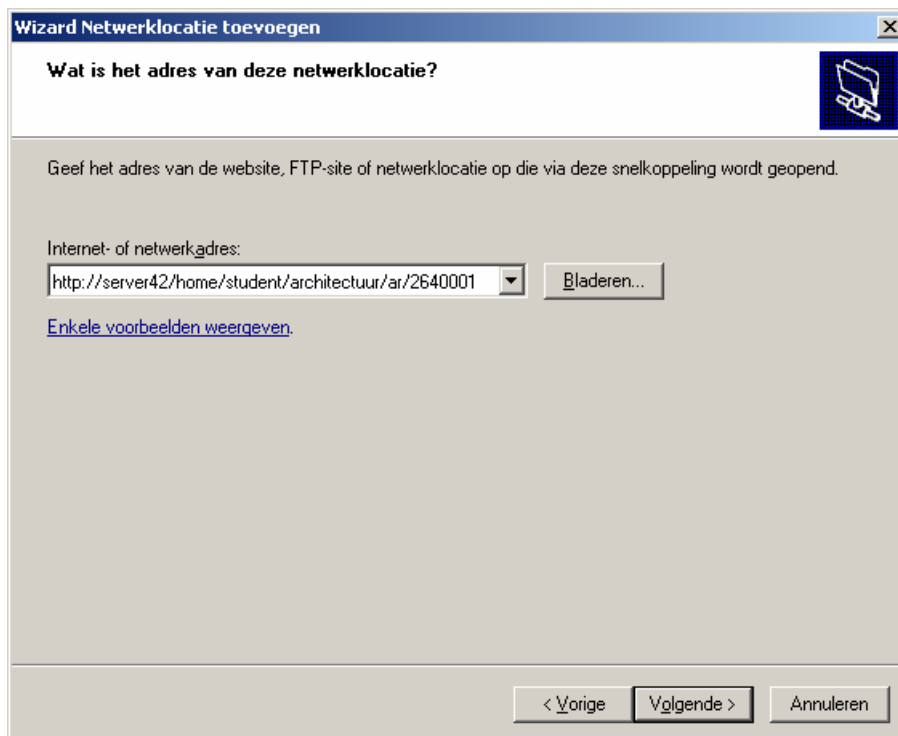 Wizard Netwerklocatie toevoegen
Wat is het adres van deze netwerklocatie?
Geef het adres van de website, FTP-site of netwerklocatie op die via deze snelkoppeling wordt geopend.
Internet- of netwerkadres:
http://server42/home/student/architectuur/ar/2640001
Bladeren...
Enkele voorbeelden weergeven.
< Vorige
Volgende >
Annuleren